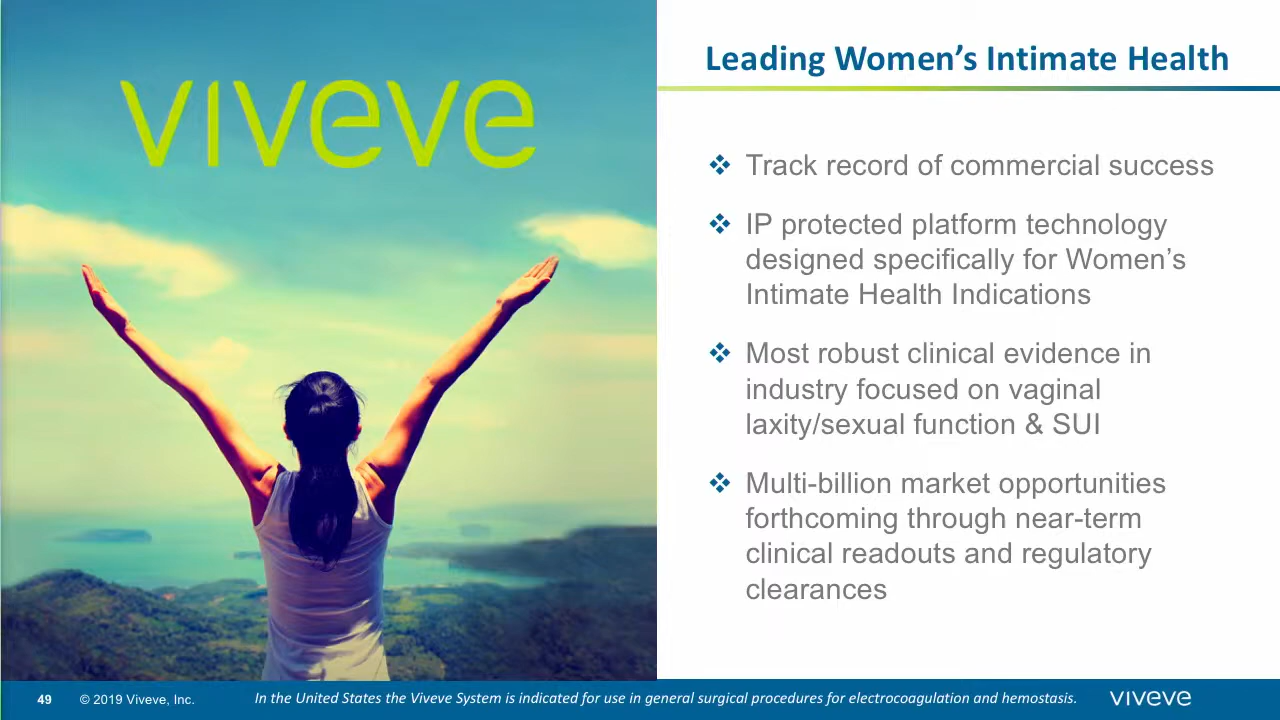 viveve
Leading Women's Intimate Health
❖ Track record of commercial success
❖ IP protected platform technology
designed specifically for Women's
Intimate Health Indications
❖ Most robust clinical evidence in
industry focused on vaginal
laxity/sexual function & SUI
❖ Multi-billion market opportunities
forthcoming through near-term
clinical readouts and regulatory
clearances
49 © 2019 Viveve, Inc. In the United States the Viveve System is indicated for use in general surgical procedures for electrocoagulation and hemostasis. viveve